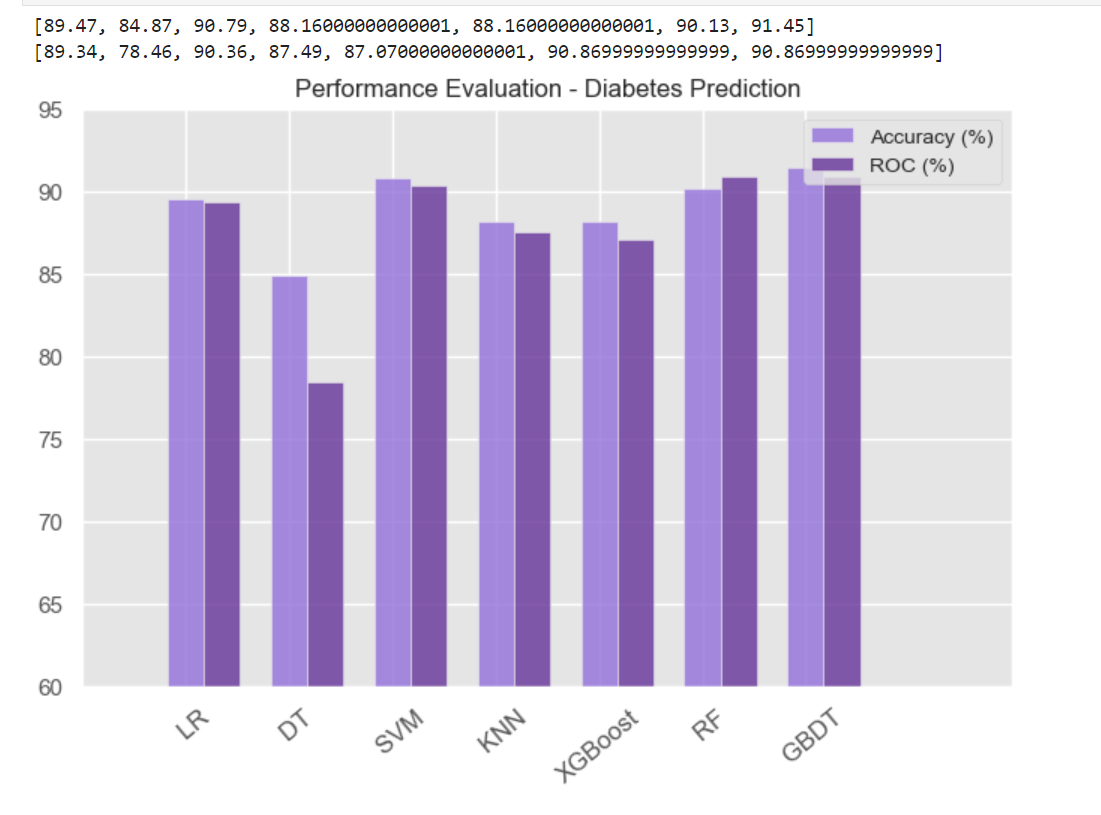 [89.47, 84.87, 90.79, 88.16000000000001, 88.16000000000001, 90.13, 91.45]
[89.34, 78.46, 90.36, 87.49, 87.07000000000001, 90.86999999999999, 90.86999999999999]
Performance Evaluation - Diabetes Prediction
Accuracy (%)
ROC (%)
95
90
85
80
75
70
65
60
LR
DT
SVM
KNN
XGBoost
RF
GBDT